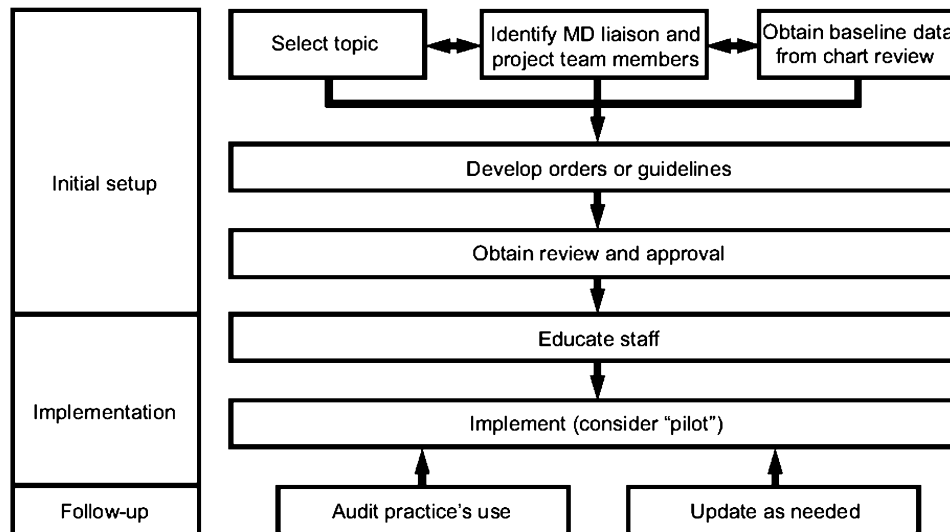 Select topic
Identify MD liaison and
project team members
Obtain baseline data
from chart review
Initial setup
Develop orders or guidelines
Obtain review and approval
Educate staff
Implementation
Implement (consider “pilot”)
Follow-up
Audit practice’s use
Update as needed